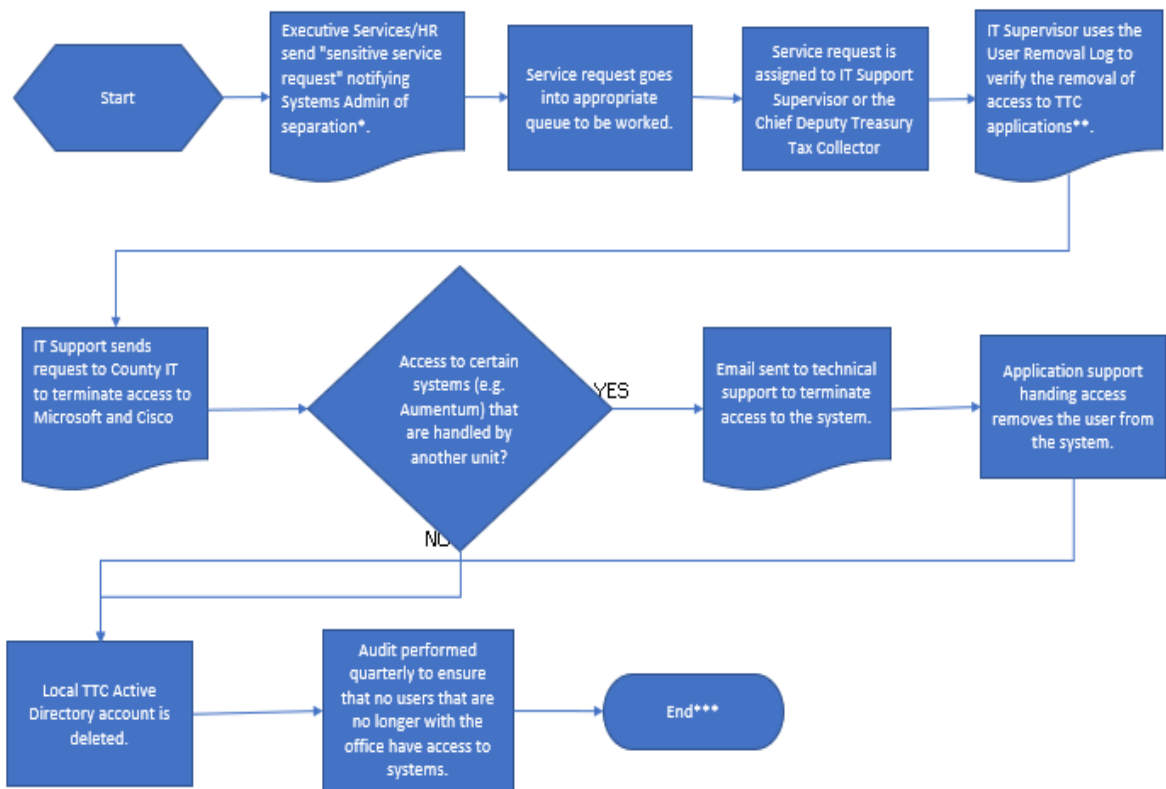 Start
Executive Services/HR
send "sensitive service
request" notifying
Systems Admin of
separation*.
Service request goes
into appropriate
queue to be worked.
Service request is
assigned to IT Support
Supervisor or the
Chief Deputy Treasury
Tax Collector
IT Supervisor uses the
User Removal Log to
verify the removal of
access to TTC
applications**.
IT Support sends
request to County IT
to terminate access to
Microsoft and Cisco
Access to certain
systems (e.g.
Aumentum) that
are handled by
another unit?
YES
NO
Email sent to technical
support to terminate
access to the system.
Application support
handing access
removes the user from
the system.
Local TTC Active
Directory account is
deleted.
Audit performed
quarterly to ensure
that no users that are
no longer with the
office have access to
systems.
End***